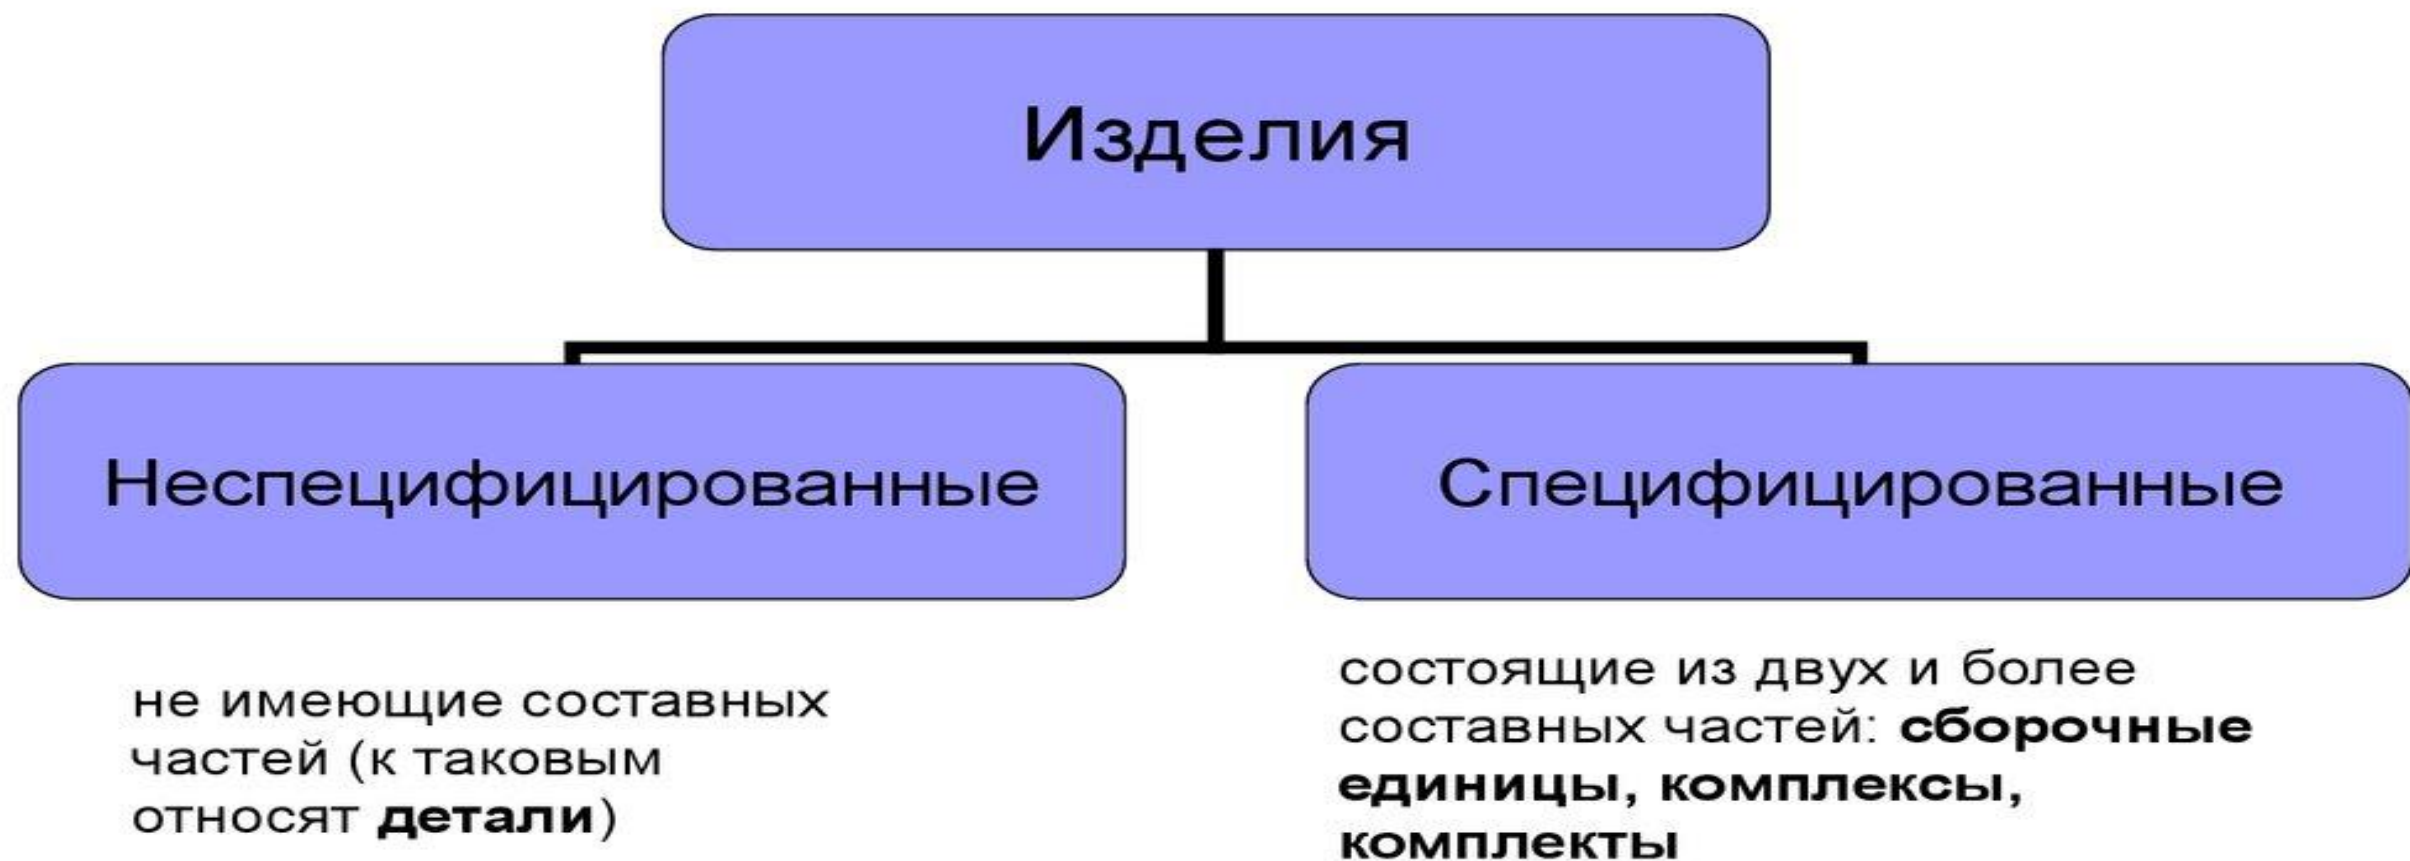 Изделия
Неспецифицированные
Специфицированные
не имеющие составных
частей (к таковым
относят детали)
состоящие из двух и более
составных частей: сборочные
единицы, комплексы,
комплекты